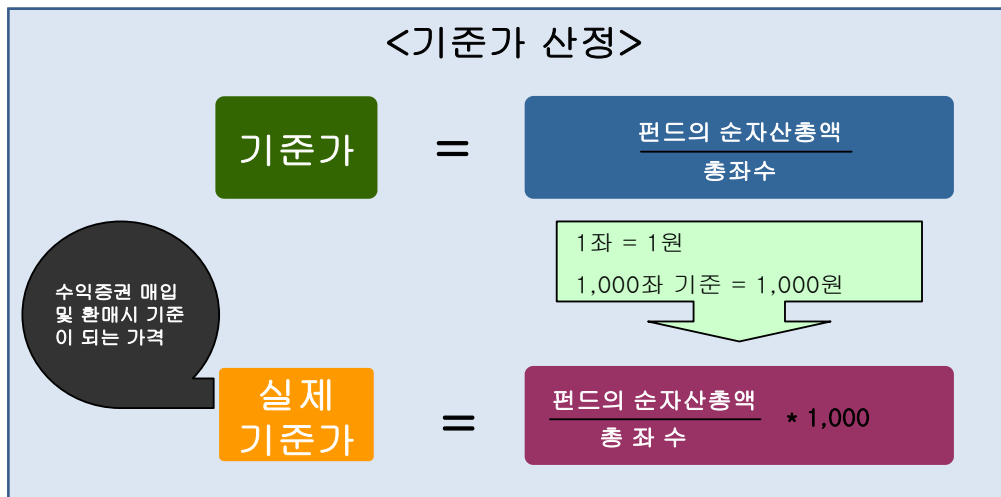 <기준가 산정>
기준가
=
펀드의 순자산총액
총좌수
1좌 = 1원
1,000좌 기준 = 1,000원
수익증권 매입
및 환매시 기준
이 되는 가격
실제
기준가
=
펀드의 순자산총액
총 좌 수
* 1,000